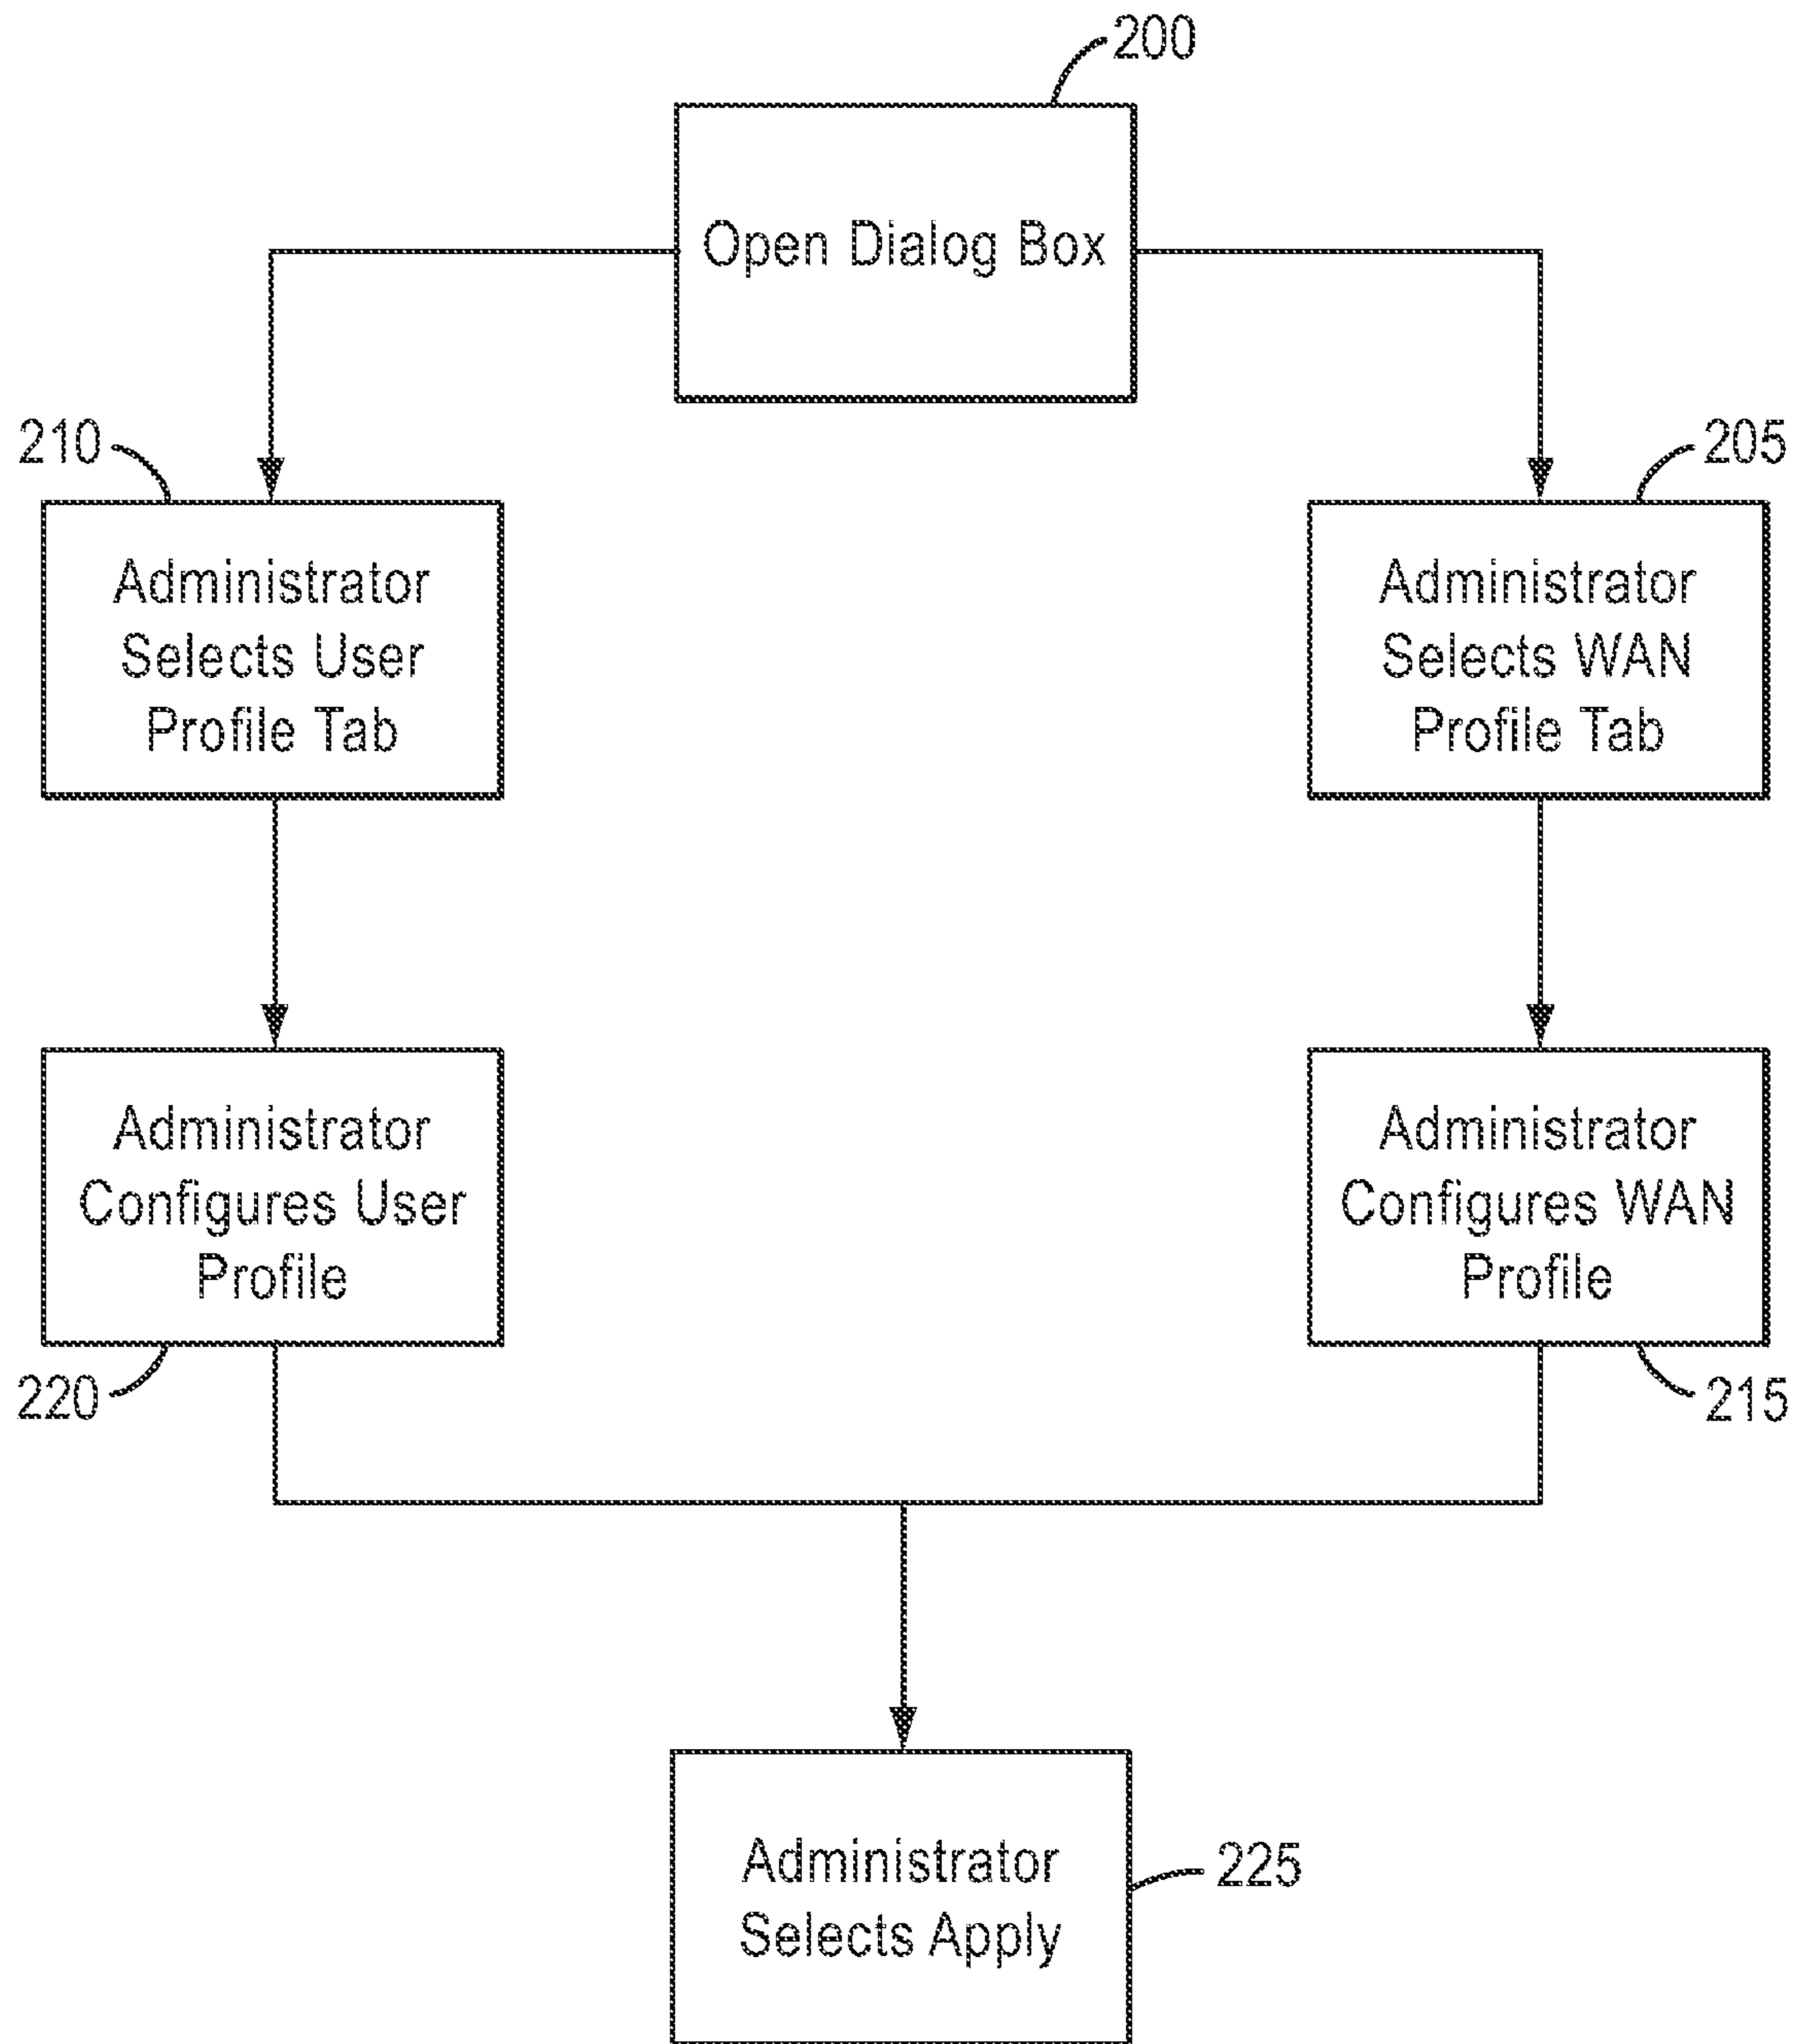 200
Open Dialog Box
210
205
Administrator
Selects User
Profile Tab
Administrator
Selects WAN
Profile Tab
Administrator
Configures User
Profile
Administrator
Configures WAN
Profile
220
215
Administrator
Selects Apply
225